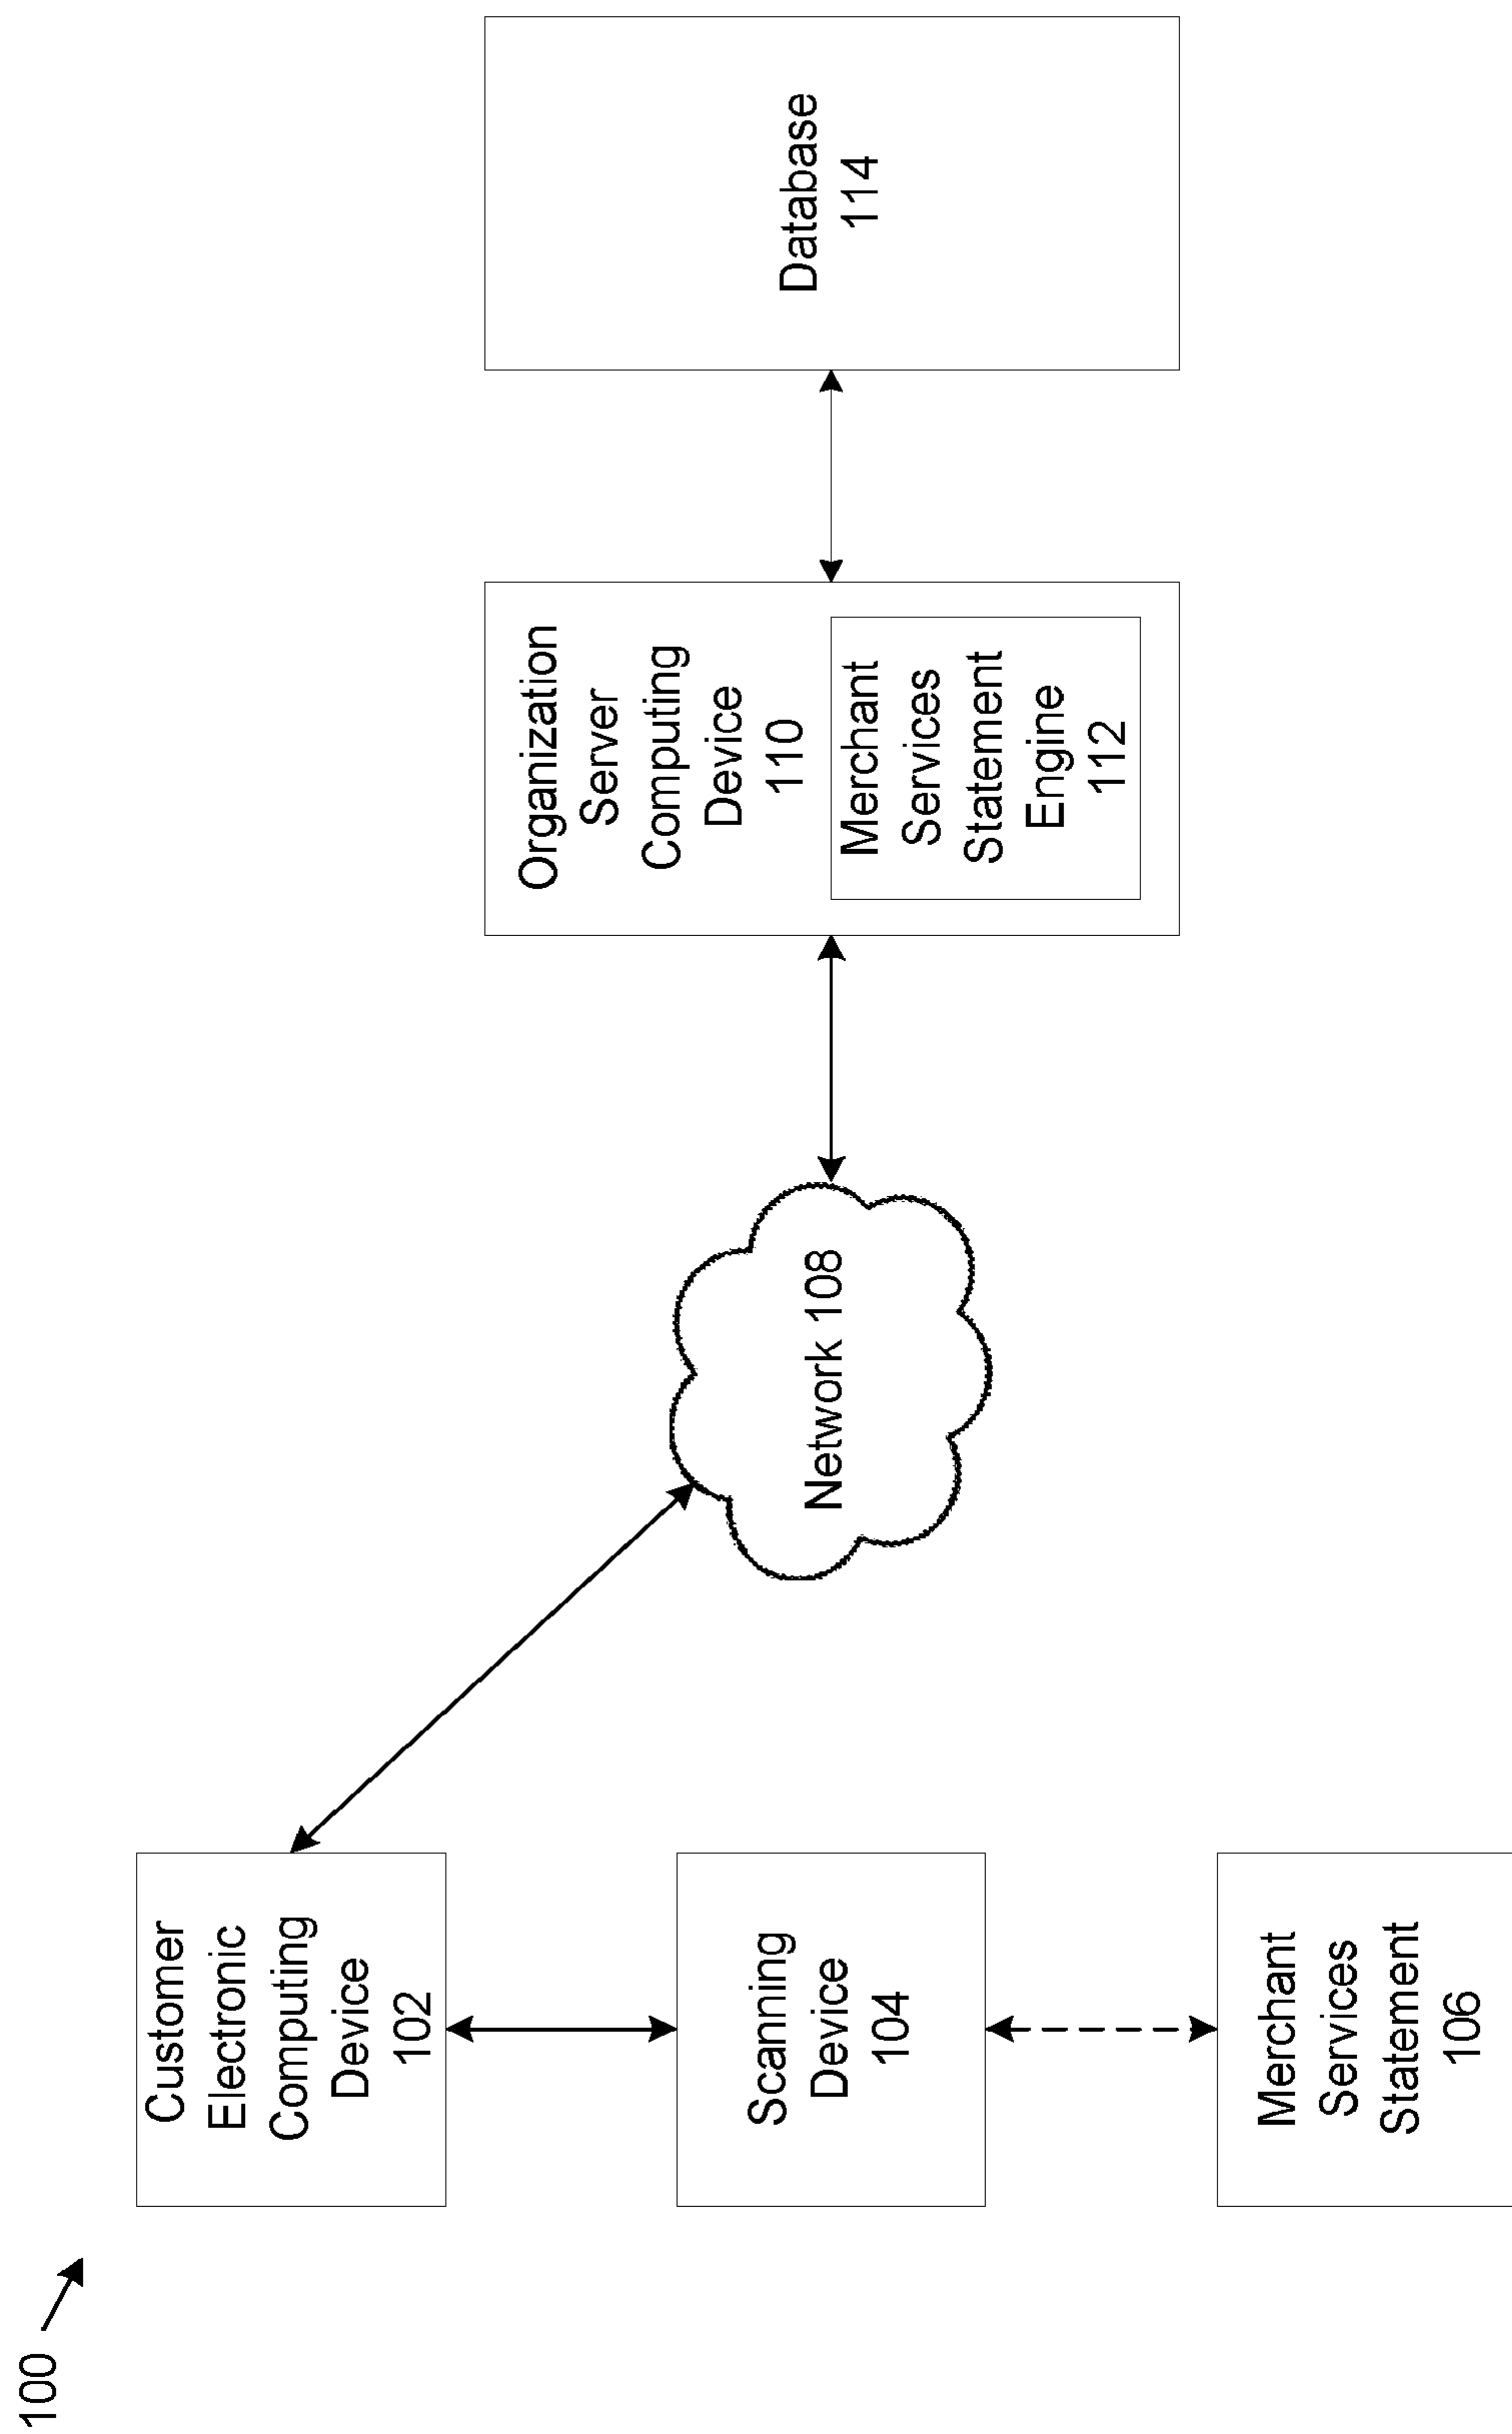 100
Customer
Electronic
Computing
Device
102
Scanning
Device
104
Merchant
Services
Statement
106
Network 108
Organization
Server
Computing
Device
110
Merchant
Services
Statement
Engine
112
Database
114